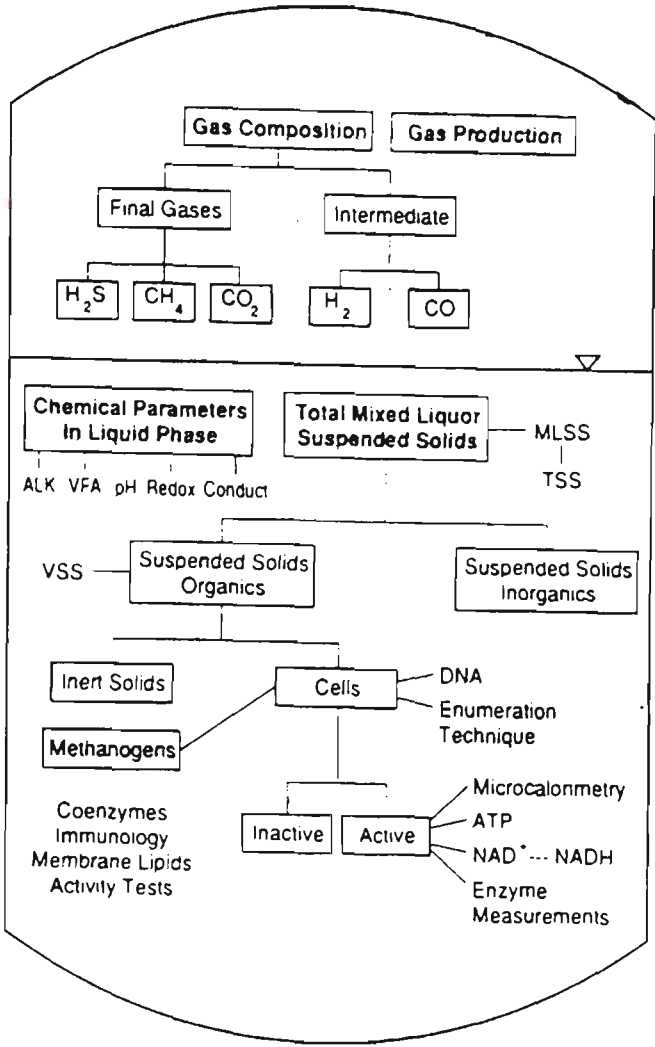 Gas Composition
Gas Production
Final Gases
Intermediate
H2S
CH4
CO2
H2
CO
Chemical Parameters
In Liquid Phase
ALK VFA pH Redox Conduct
Total Mixed Liquor
Suspended Solids
MLSS
TSS
VSS
Suspended Solids
Organics
Suspended Solids
Inorganics
Inert Solids
Cells
DNA
Enumeration
Technique
Methanogens
Coenzymes
Immunology
Membrane Lipids
Activity Tests
Inactive
Active
Microcalorimetry
ATP
NAD+ --- NADH
Enzyme
Measurements